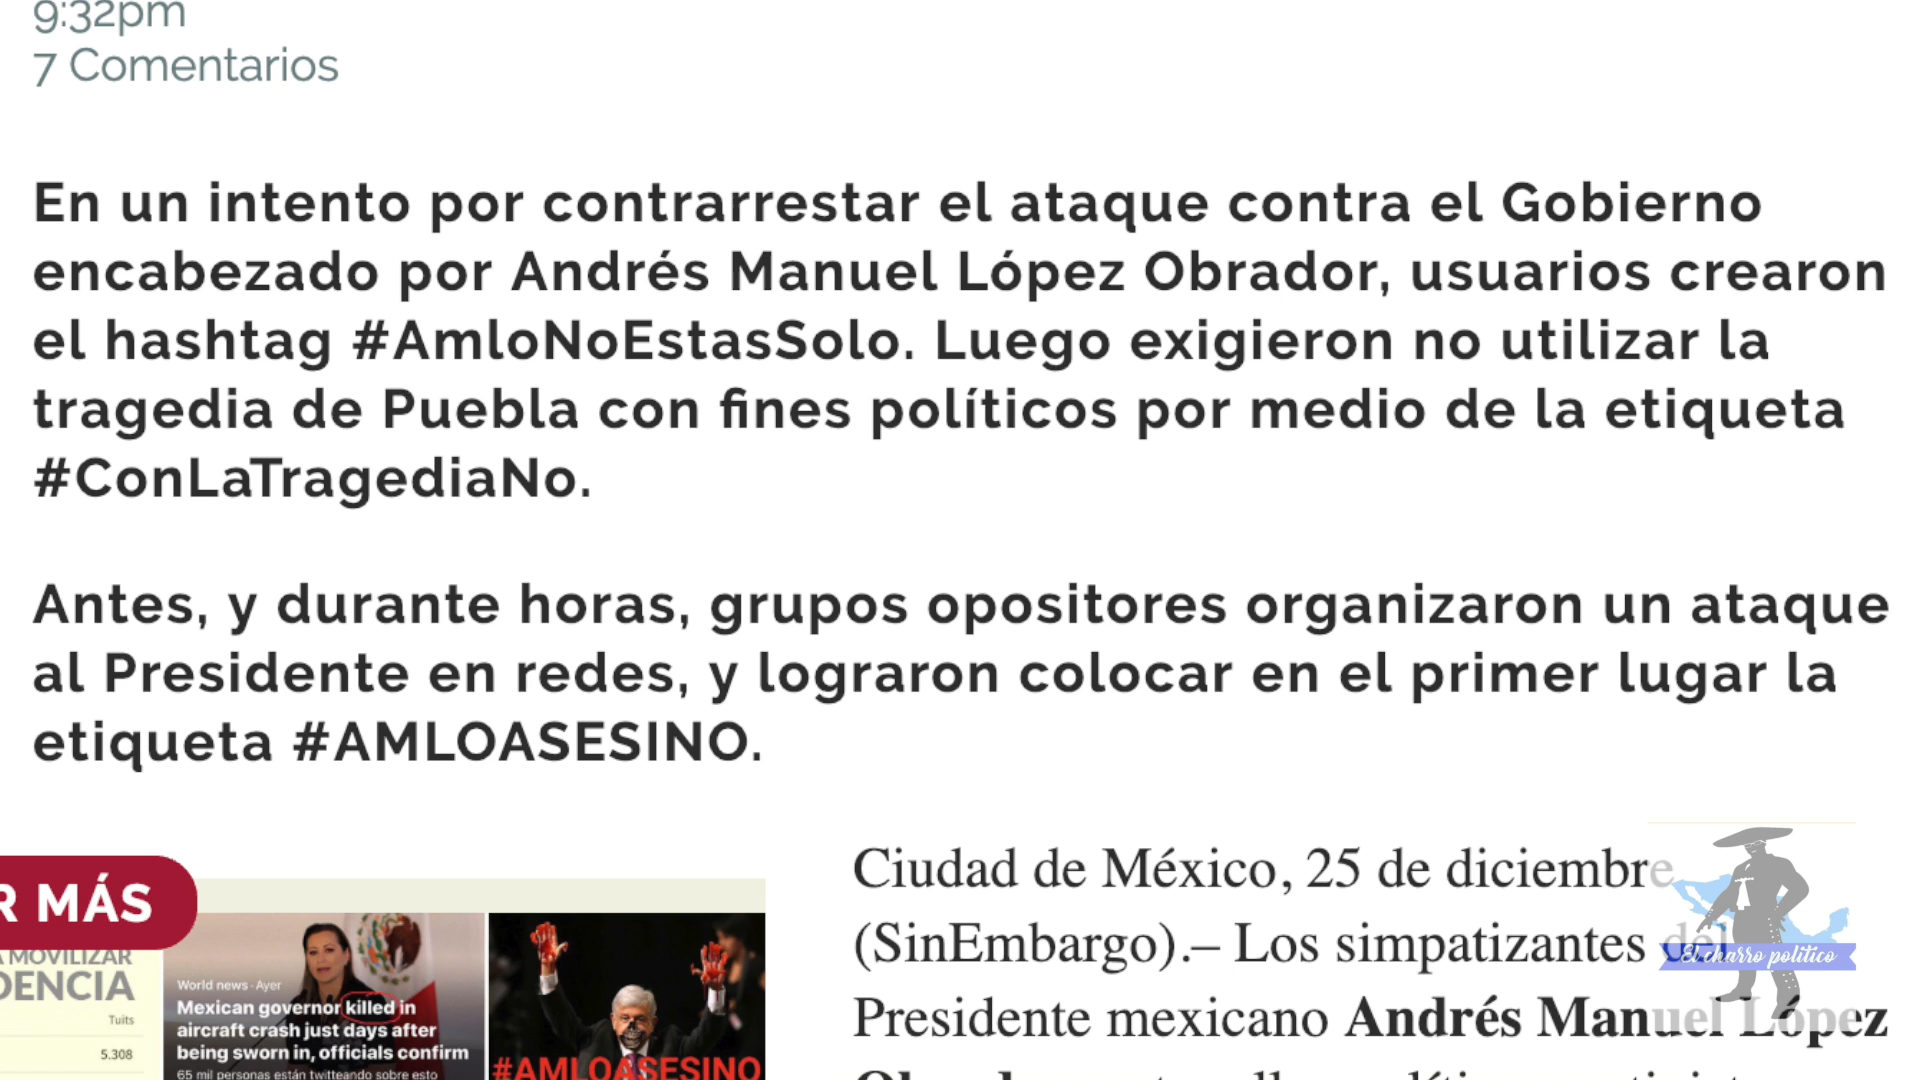 9:32pm
7 Comentarios
En un intento por contrarrestar el ataque contra el Gobierno
encabezado por Andrés Manuel López Obrador, usuarios crearon
el hashtag #AmloNoEstasSolo. Luego exigieron no utilizar la
tragedia de Puebla con fines políticos por medio de la etiqueta
#ConLaTragediaNo.
Antes, y durante horas, grupos opositores organizaron un ataque
al Presidente en redes, y lograron colocar en el primer lugar la
etiqueta #AMLOASESINO.
R MÁS
MOVILIZAR
DENCIA
Tuits
5.308
World news · Ayer
Mexican governor killed in
aircraft crash just days after
being sworn in, officials confirm
65 mil personas están twitteando sobre esto
#AMLOASESINO
Ciudad de México, 25 de diciembre
(SinEmbargo).– Los simpatizantes del
Presidente mexicano Andrés Manuel López
El charro político